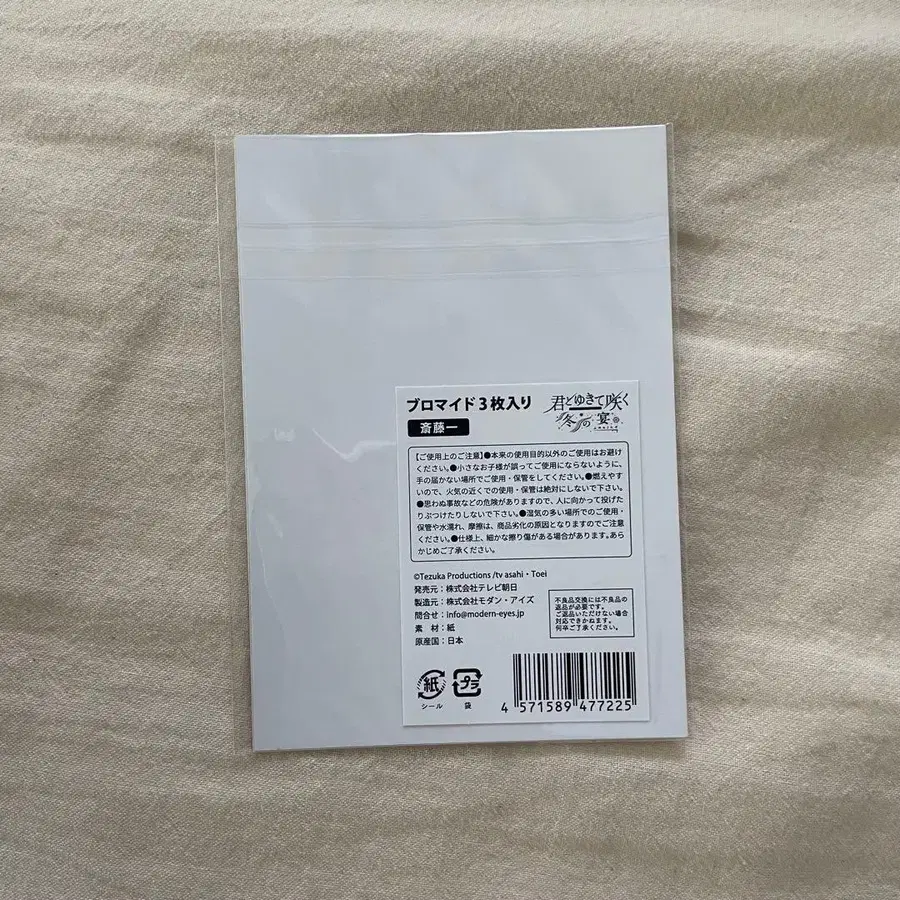 ブロマイド3枚入り
斎藤一
君とゆきて咲く
冬の宴
【ご使用上のご注意】●本来の使用目的以外のご使用はお避け
ください。●小さなお子様が誤ってご使用にならないように、
手の届かない場所でご使用・保管をしてください。●燃えやす
いので、火気の近くでの使用・保管は絶対にしないで下さい。
●思わぬ事故などの危険がありますので、人に向かって投げた
りぶつけたりしないで下さい。●湿気の多い場所でのご使用・
保管や水濡れ、摩擦は、商品劣化の原因となりますのでご注意
ください。●仕様上、細かな擦り傷がある場合があります。あら
かじめご了承ください。
©Tezuka Productions /tv asahi・Toei
発売元：株式会社テレビ朝日
製造元：株式会社モダン・アイズ
問合せ：info@modern-eyes.jp
素　材：紙
原産国：日本
不良品交換には不良品の
返品が必要です。
ご返品いただけない場合
対応できかねます。
何卒ご了承ください。
紙
シール
プラ
袋
4 571589 477225